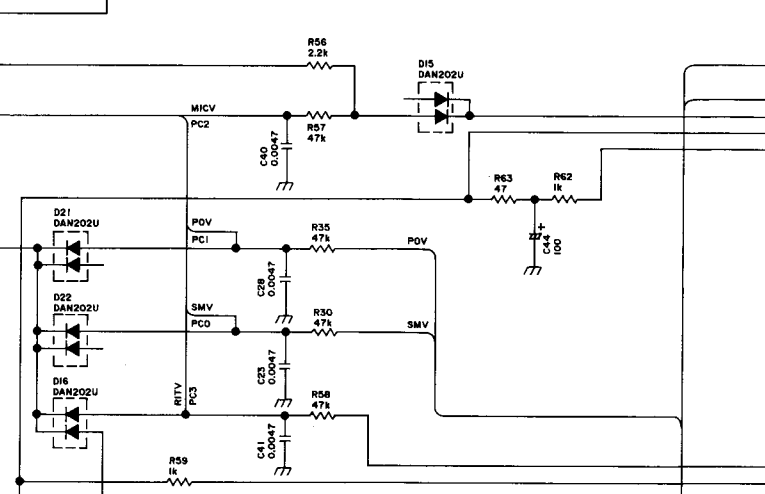 R56
2.2k
D15
DAN202U
MICV
PC2
R57
47k
C40
0.0047
R63
47
R62
1k
D21
DAN202U
POV
PC1
R35
47k
POV
+
C44
100
C28
0.0047
D22
DAN202U
SMV
PC0
R30
47k
SMV
C23
0.0047
D16
DAN202U
RITV
PC3
R58
47k
C41
0.0047
R59
1k